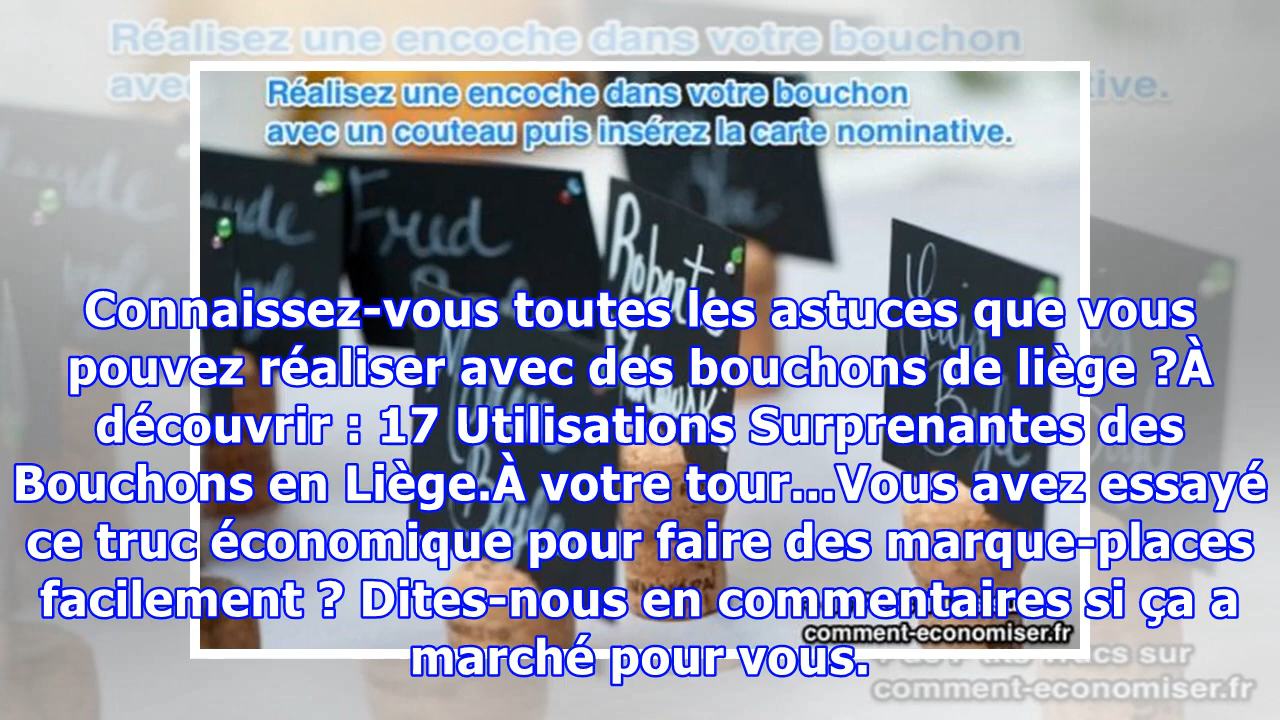 Réalisez une encoche dans votre bouchon
avec un couteau puis insérez la carte nominative.
Fred
Roberts
Connaissez-vous toutes les astuces que vous
pouvez réaliser avec des bouchons de liège ?À
découvrir : 17 Utilisations Surprenantes des
Bouchons en Liège.À votre tour...Vous avez essayé
ce truc économique pour faire des marque-places
facilement ? Dites-nous en commentaires si ça a
marché pour vous.
comment-economiser.fr
sur
comment-economiser.fr